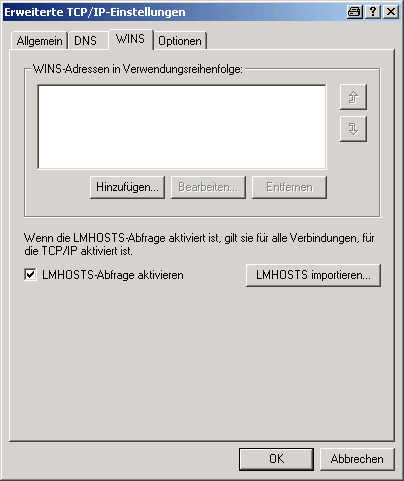 Erweiterte TCP/IP-Einstellungen
Allgemein DNS WINS Optionen
WINS-Adressen in Verwendungsreihenfolge:
Hinzufügen... Bearbeiten... Entfernen
Wenn die LMHOSTS-Abfrage aktiviert ist, gilt sie für alle Verbindungen, für
die TCP/IP aktiviert ist.
LMHOSTS-Abfrage aktivieren LMHOSTS importieren...
OK Abbrechen